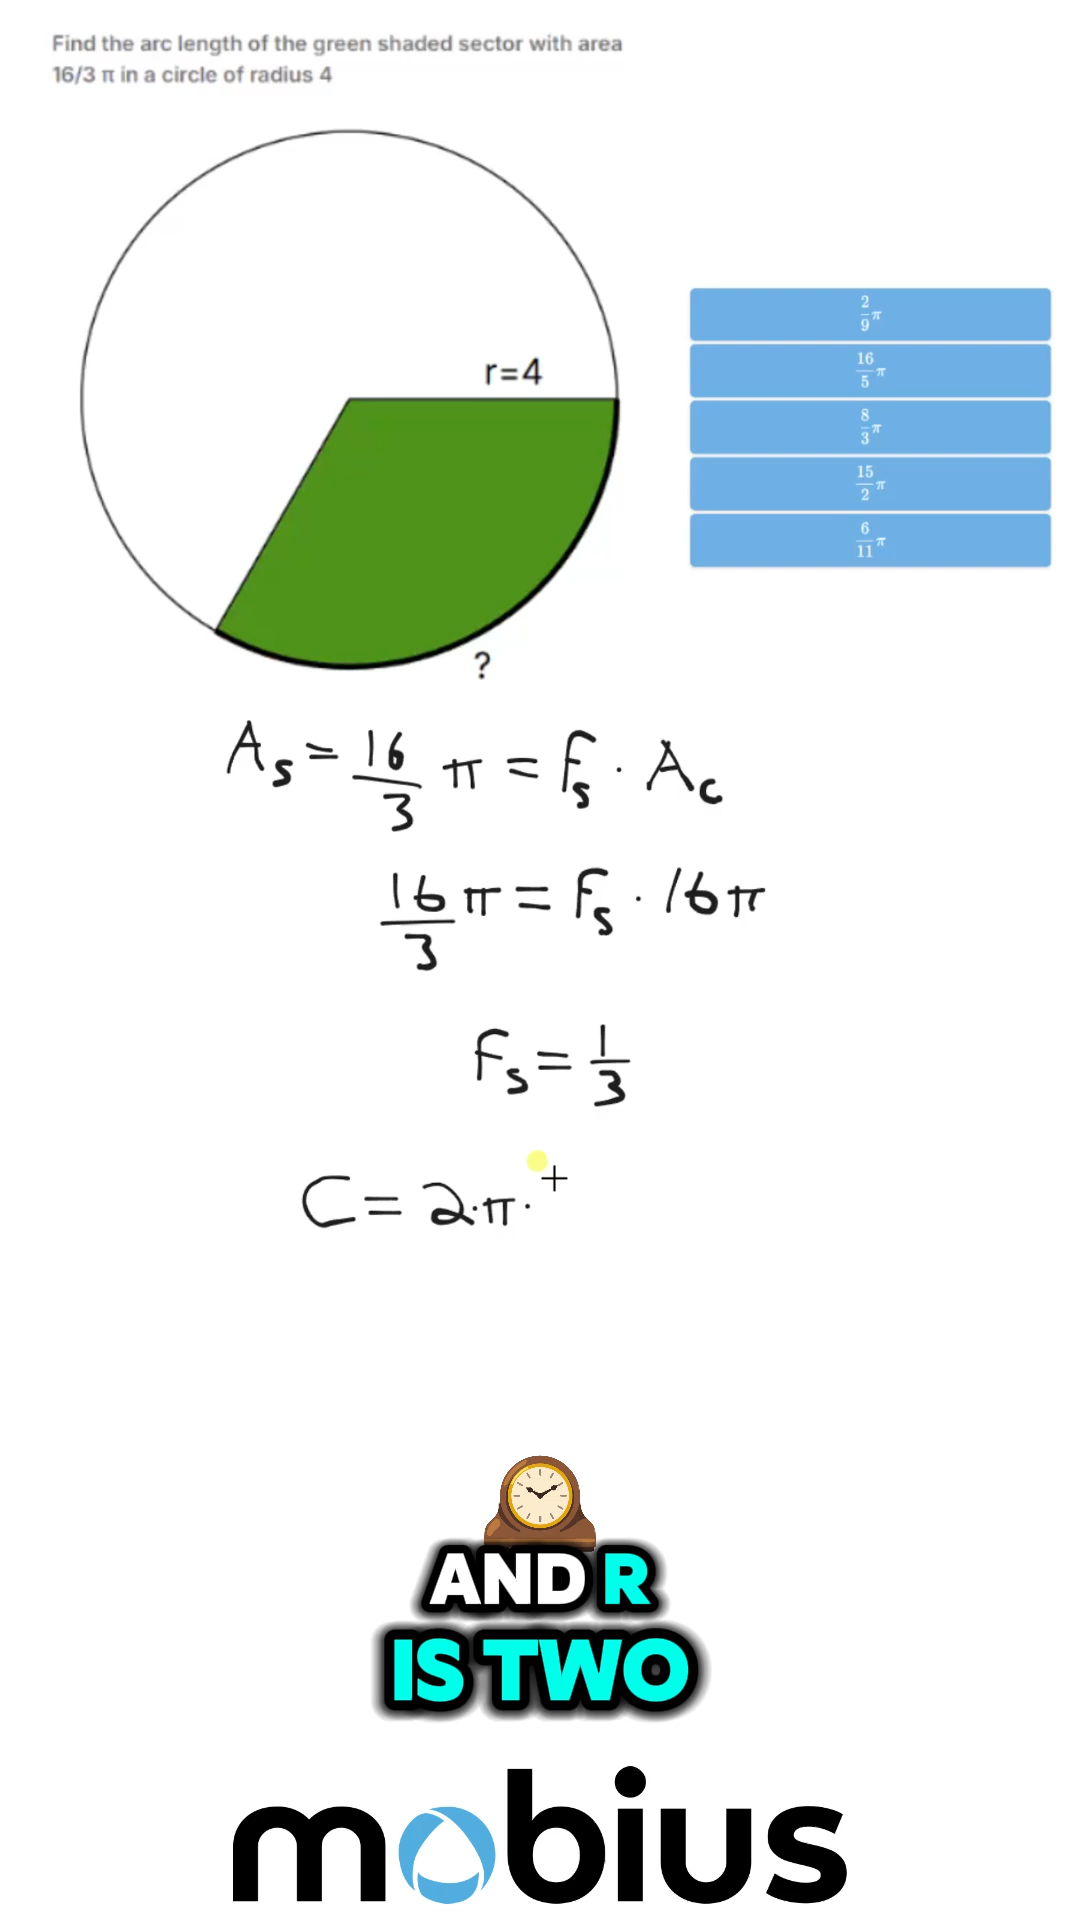 Find the arc length of the green shaded sector with area
16/3 π in a circle of radius 4
r=4
2/9 π
16/5 π
8/3 π
15/2 π
6/11 π
?
A_s = 16/3 π = F_s · A_c
16/3 π = F_s · 16π
F_s = 1/3
C = 2·π·
AND R
IS TWO
mobius